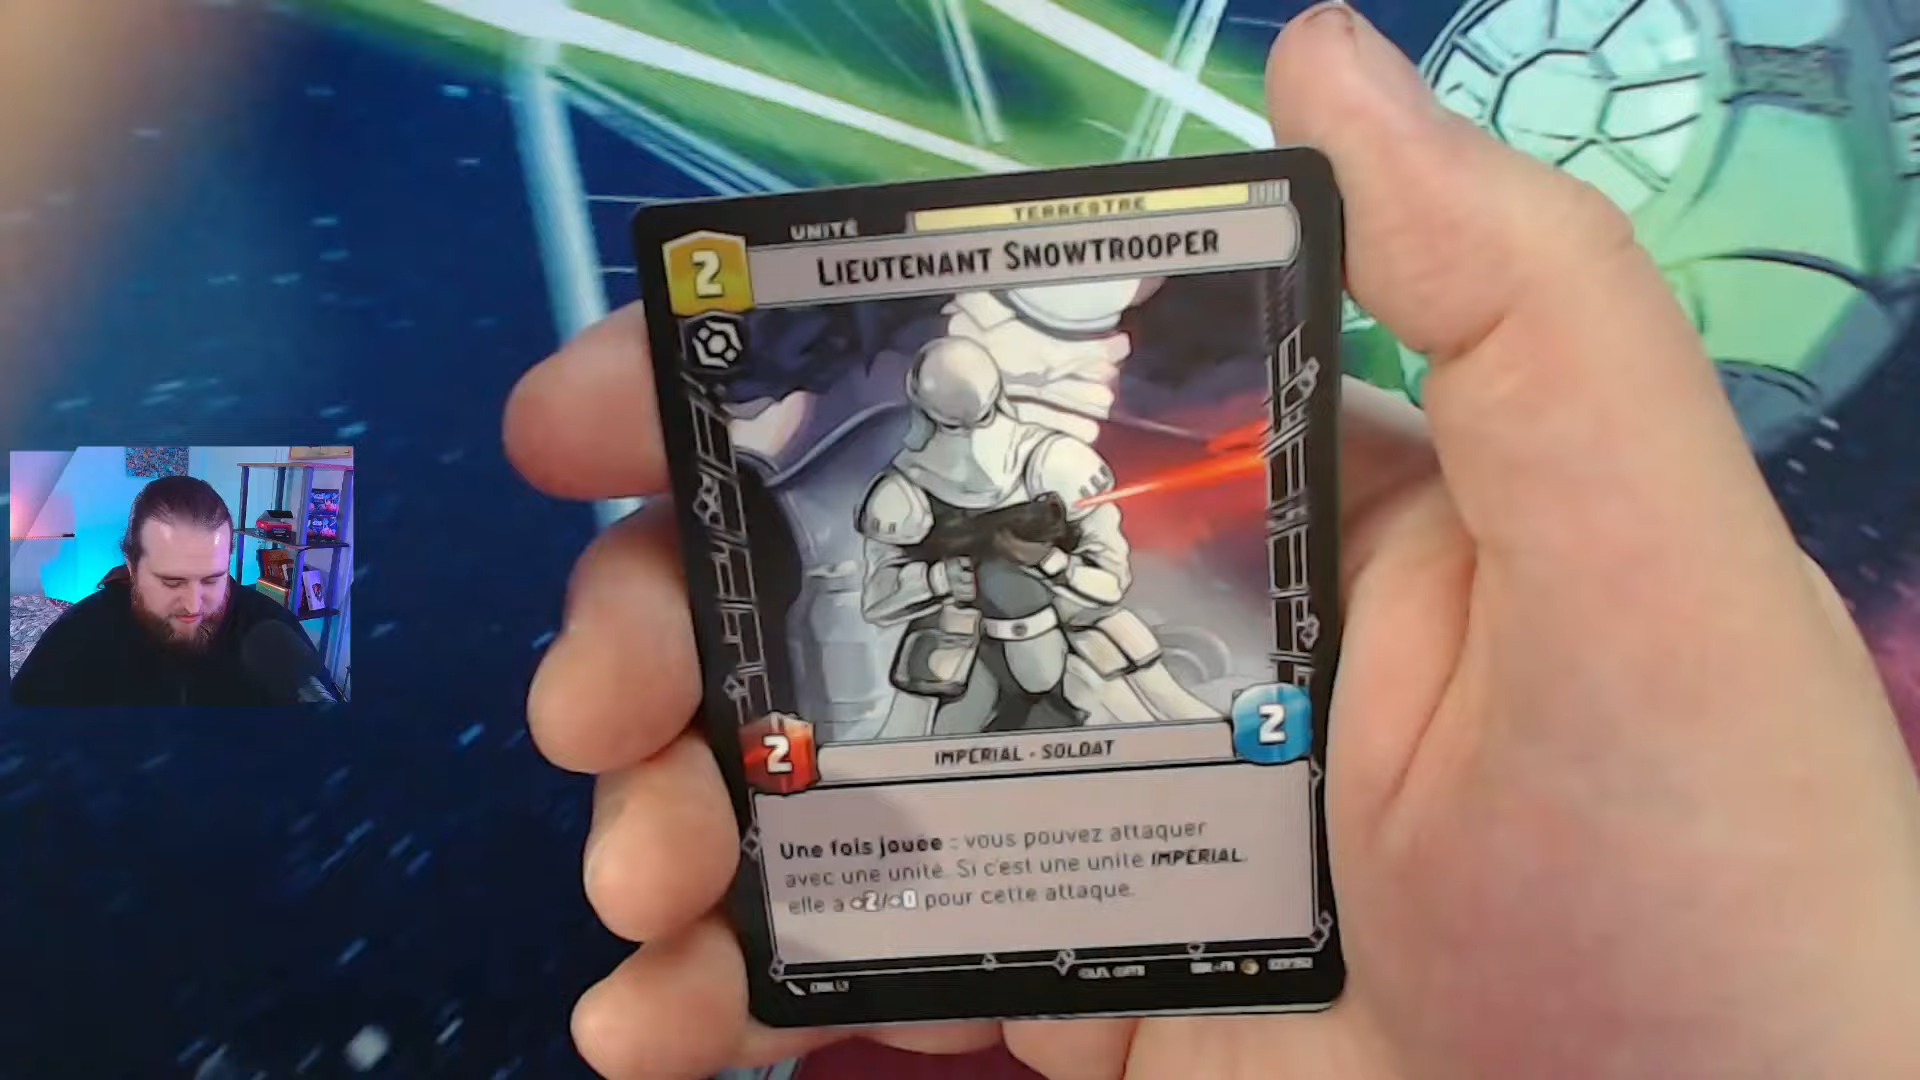 UNITÉ
TERRESTRE
2
LIEUTENANT SNOWTROOPER
2
2
IMPÉRIAL • SOLDAT
Une fois jouée : vous pouvez attaquer
avec une unité. Si c'est une unité IMPÉRIAL,
elle a +2/+0 pour cette attaque.